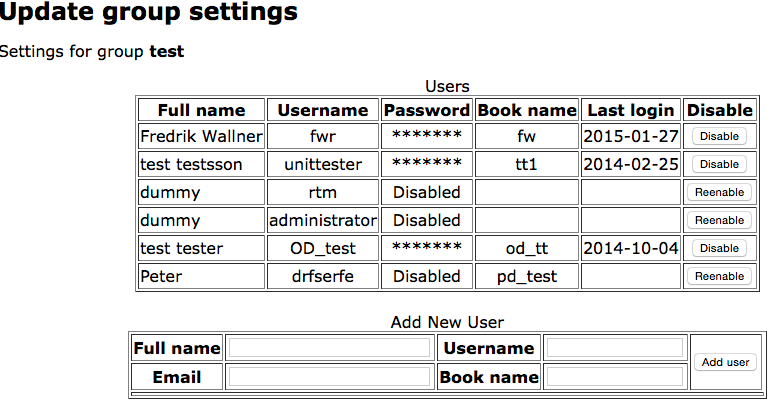 Update group settings
Settings for group test
Users
Full name Username Password Book name Last login Disable
Fredrik Wallner fwr ******* fw 2015-01-27 Disable
test testsson unittester ******* tt1 2014-02-25 Disable
dummy rtm Disabled Reenable
dummy administrator Disabled Reenable
test tester OD_test ******* od_tt 2014-10-04 Disable
Peter drfserfe Disabled pd_test Reenable
Add New User
Full name Username Add user
Email Book name